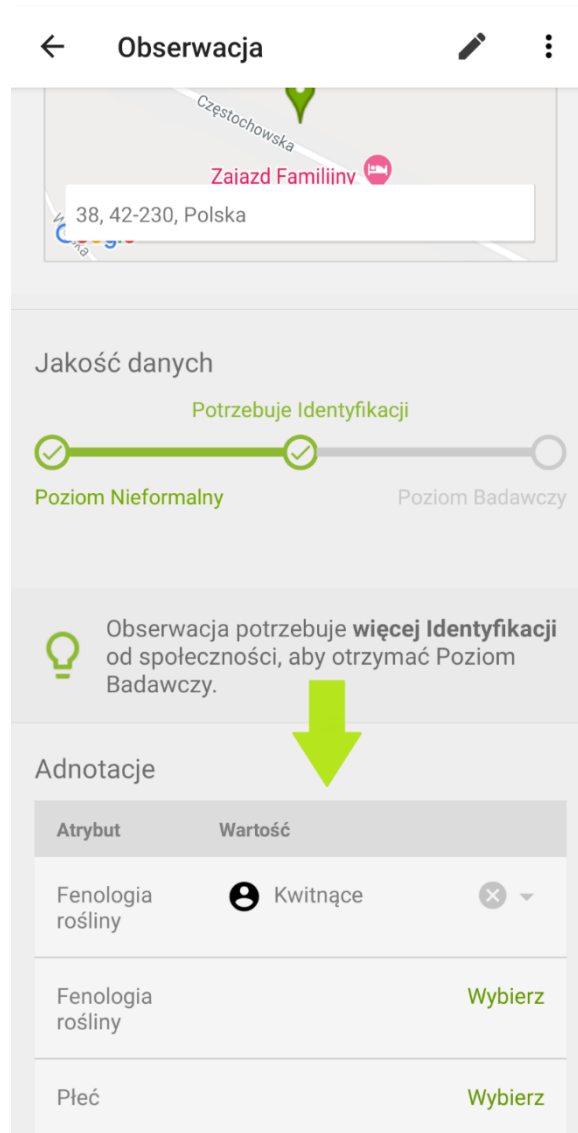 Obserwacja
Częstochowska
Zajazd Familijny
38, 42-230, Polska
Jakość danych
Potrzebuje Identyfikacji
Poziom Nieformalny
Poziom Badawczy
Obserwacja potrzebuje więcej Identyfikacji
od społeczności, aby otrzymać Poziom
Badawczy.
Adnotacje
Atrybut Wartość
Fenologia
rośliny
Kwitnące
Fenologia
rośliny
Wybierz
Płeć
Wybierz